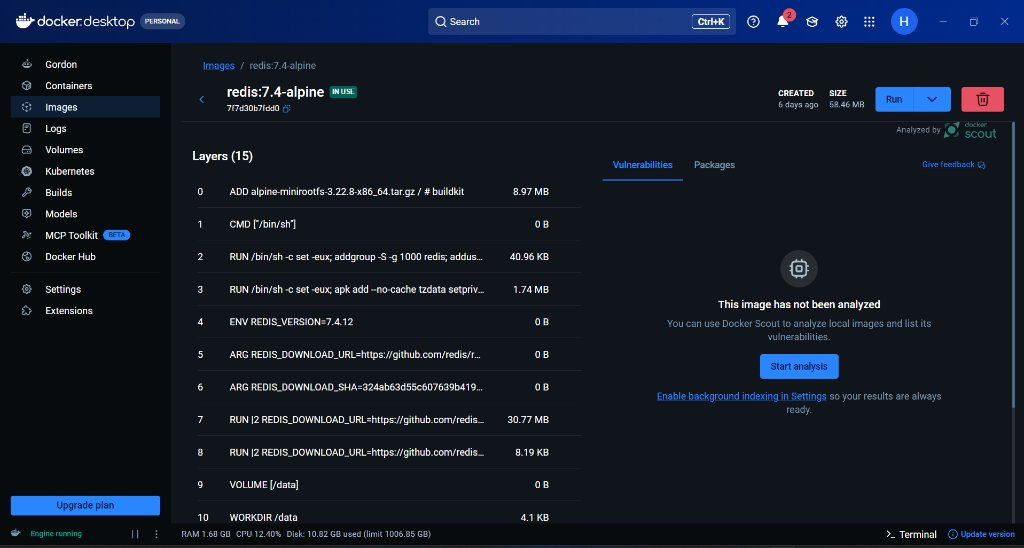 docker.desktop PERSONAL
Search Ctrl+K
2
H
Gordon
Containers
Images
Logs
Volumes
Kubernetes
Builds
Models
MCP Toolkit BETA
Docker Hub
Settings
Extensions
Upgrade plan
Images / redis:7.4-alpine
redis:7.4-alpine IN USE
7f7d30b7fdd0
CREATED SIZE
6 days ago 58.46 MB
Run
Analyzed by docker scout
Layers (15)
0 ADD alpine-minirootfs-3.22.8-x86_64.tar.gz / # buildkit 8.97 MB
1 CMD ["/bin/sh"] 0 B
2 RUN /bin/sh -c set -eux; addgroup -S -g 1000 redis; addus... 40.96 KB
3 RUN /bin/sh -c set -eux; apk add --no-cache tzdata setpriv... 1.74 MB
4 ENV REDIS_VERSION=7.4.12 0 B
5 ARG REDIS_DOWNLOAD_URL=https://github.com/redis/r... 0 B
6 ARG REDIS_DOWNLOAD_SHA=324ab63d55c607639b419... 0 B
7 RUN |2 REDIS_DOWNLOAD_URL=https://github.com/redis... 30.77 MB
8 RUN |2 REDIS_DOWNLOAD_URL=https://github.com/redis... 8.19 KB
9 VOLUME [/data] 0 B
10 WORKDIR /data 4.1 KB
Vulnerabilities Packages Give feedback
This image has not been analyzed
You can use Docker Scout to analyze local images and list its
vulnerabilities.
Start analysis
Enable background indexing in Settings so your results are always
ready.
Engine running RAM 1.68 GB CPU 12.40% Disk: 10.82 GB used (limit 1006.85 GB) Terminal Update version